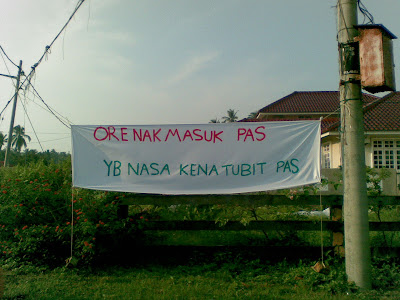 ORE NAK MASUK PAS
YB NASA KENA TUBIT PAS